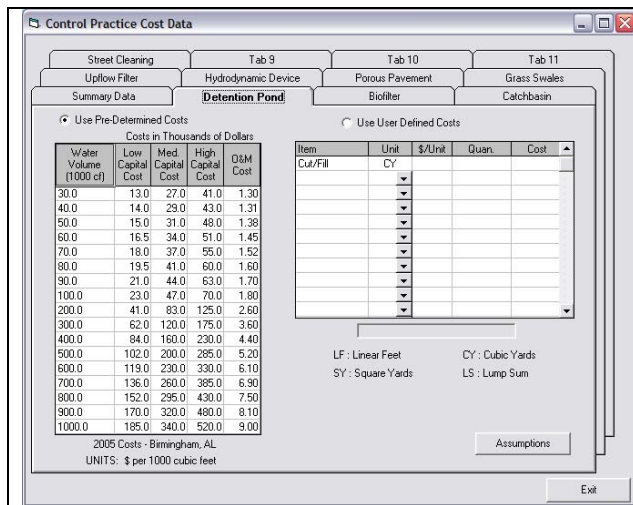 Control Practice Cost Data
Street Cleaning Tab 9 Tab 10 Tab 11
Upflow Filter Hydrodynamic Device Porous Pavement Grass Swales
Summary Data Detention Pond Biofilter Catchbasin
Use Pre-Determined Costs
Costs in Thousands of Dollars
Water Volume (1000 cf) Low Capital Cost Med. Capital Cost High Capital Cost O&M Cost
30.0 13.0 27.0 41.0 1.30
40.0 14.0 29.0 43.0 1.31
50.0 15.0 31.0 48.0 1.38
60.0 16.5 34.0 51.0 1.45
70.0 18.0 37.0 55.0 1.52
80.0 19.5 41.0 60.0 1.60
90.0 21.0 44.0 63.0 1.70
100.0 23.0 47.0 70.0 1.80
200.0 41.0 83.0 125.0 2.60
300.0 62.0 120.0 175.0 3.60
400.0 84.0 160.0 230.0 4.40
500.0 102.0 200.0 285.0 5.20
600.0 119.0 230.0 330.0 6.10
700.0 136.0 260.0 385.0 6.90
800.0 152.0 295.0 430.0 7.50
900.0 170.0 320.0 480.0 8.10
1000.0 185.0 340.0 520.0 9.00
2005 Costs - Birmingham, AL
UNITS: $ per 1000 cubic feet
Use User Defined Costs
Item Unit $/Unit Quan. Cost
Cut/Fill CY
LF : Linear Feet CY : Cubic Yards
SY : Square Yards LS : Lump Sum
Assumptions
Exit